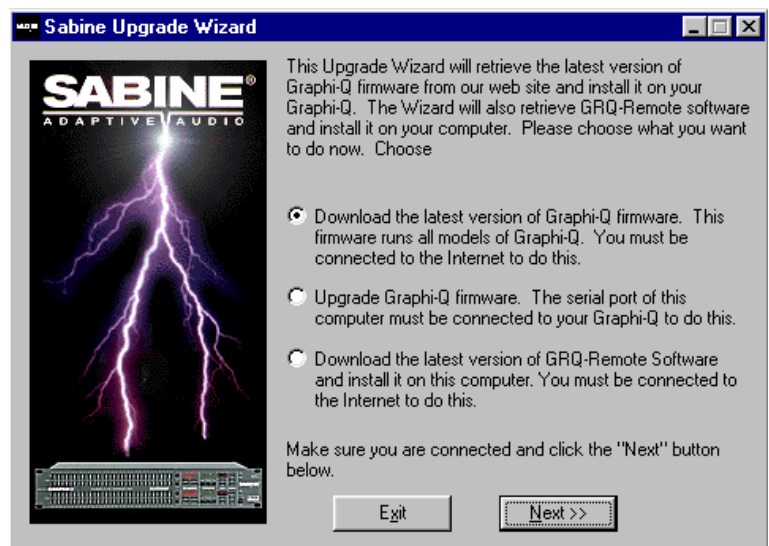 Sabine Upgrade Wizard
SABINE®
ADAPTIVE AUDIO
This Upgrade Wizard will retrieve the latest version of
Graphi-Q firmware from our web site and install it on your
Graphi-Q.  The Wizard will also retrieve GRQ-Remote software
and install it on your computer.  Please choose what you want
to do now.  Choose
Download the latest version of Graphi-Q firmware.  This
firmware runs all models of Graphi-Q.  You must be
connected to the Internet to do this.
Upgrade Graphi-Q firmware.  The serial port of this
computer must be connected to your Graphi-Q to do this.
Download the latest version of GRQ-Remote Software
and install it on this computer. You must be connected to
the Internet to do this.
Make sure you are connected and click the "Next" button
below.
Exit
Next >>